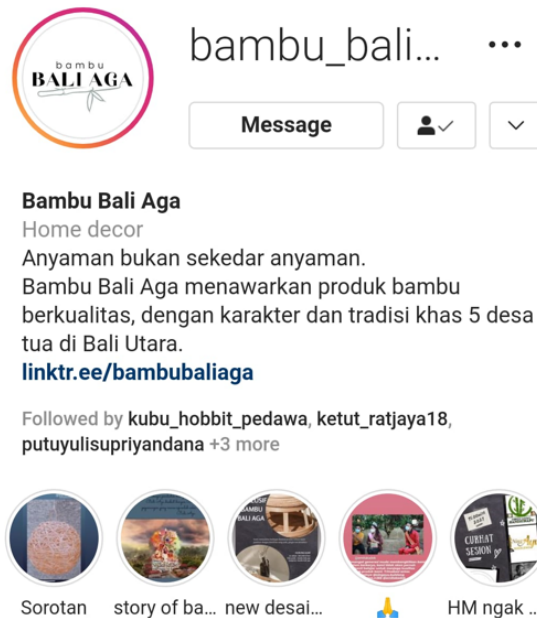 bambu
BALI AGA
bambu_bali...
Message
Bambu Bali Aga
Home decor
Anyaman bukan sekedar anyaman.
Bambu Bali Aga menawarkan produk bambu
berkualitas, dengan karakter dan tradisi khas 5 desa
tua di Bali Utara.
linktr.ee/bambubaliaga
Followed by kubu_hobbit_pedawa, ketut_ratjaya18,
putuyulisupriyandana +3 more
BAMBU
BALI AGA
CURHAT
SESION
Sorotan
story of ba...
new desai...
HM ngak ..